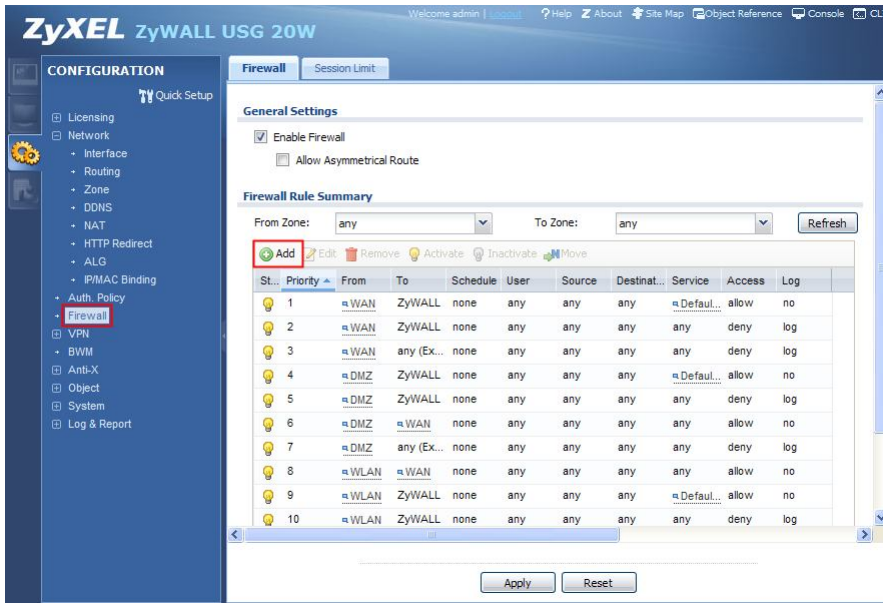 ZyXEL ZyWALL USG 20W
Welcome admin | Logout ? Help Z About Site Map Object Reference Console CL
CONFIGURATION
Quick Setup
Licensing
Network
Interface
Routing
Zone
DDNS
NAT
HTTP Redirect
ALG
IP/MAC Binding
Auth. Policy
Firewall
VPN
BWM
Anti-X
Object
System
Log & Report
Firewall Session Limit
General Settings
Enable Firewall
Allow Asymmetrical Route
Firewall Rule Summary
From Zone: any To Zone: any Refresh
Add Edit Remove Activate Inactivate Move
St... Priority From To Schedule User Source Destinat... Service Access Log
1 WAN ZyWALL none any any any Defaul... allow no
2 WAN ZyWALL none any any any any deny log
3 WAN any (Ex... none any any any any deny log
4 DMZ ZyWALL none any any any Defaul... allow no
5 DMZ ZyWALL none any any any any deny log
6 DMZ WAN none any any any any allow no
7 DMZ any (Ex... none any any any any deny log
8 WLAN WAN none any any any any allow no
9 WLAN ZyWALL none any any any Defaul... allow no
10 WLAN ZyWALL none any any any any deny log
Apply Reset